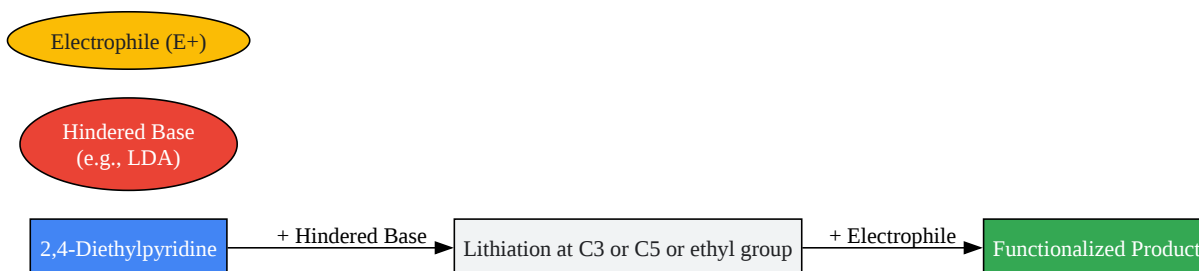 Electrophile (E+)
Hindered Base
(e.g., LDA)
2,4-Diethylpyridine
+ Hindered Base
Lithiation at C3 or C5 or ethyl group
+ Electrophile
Functionalized Product